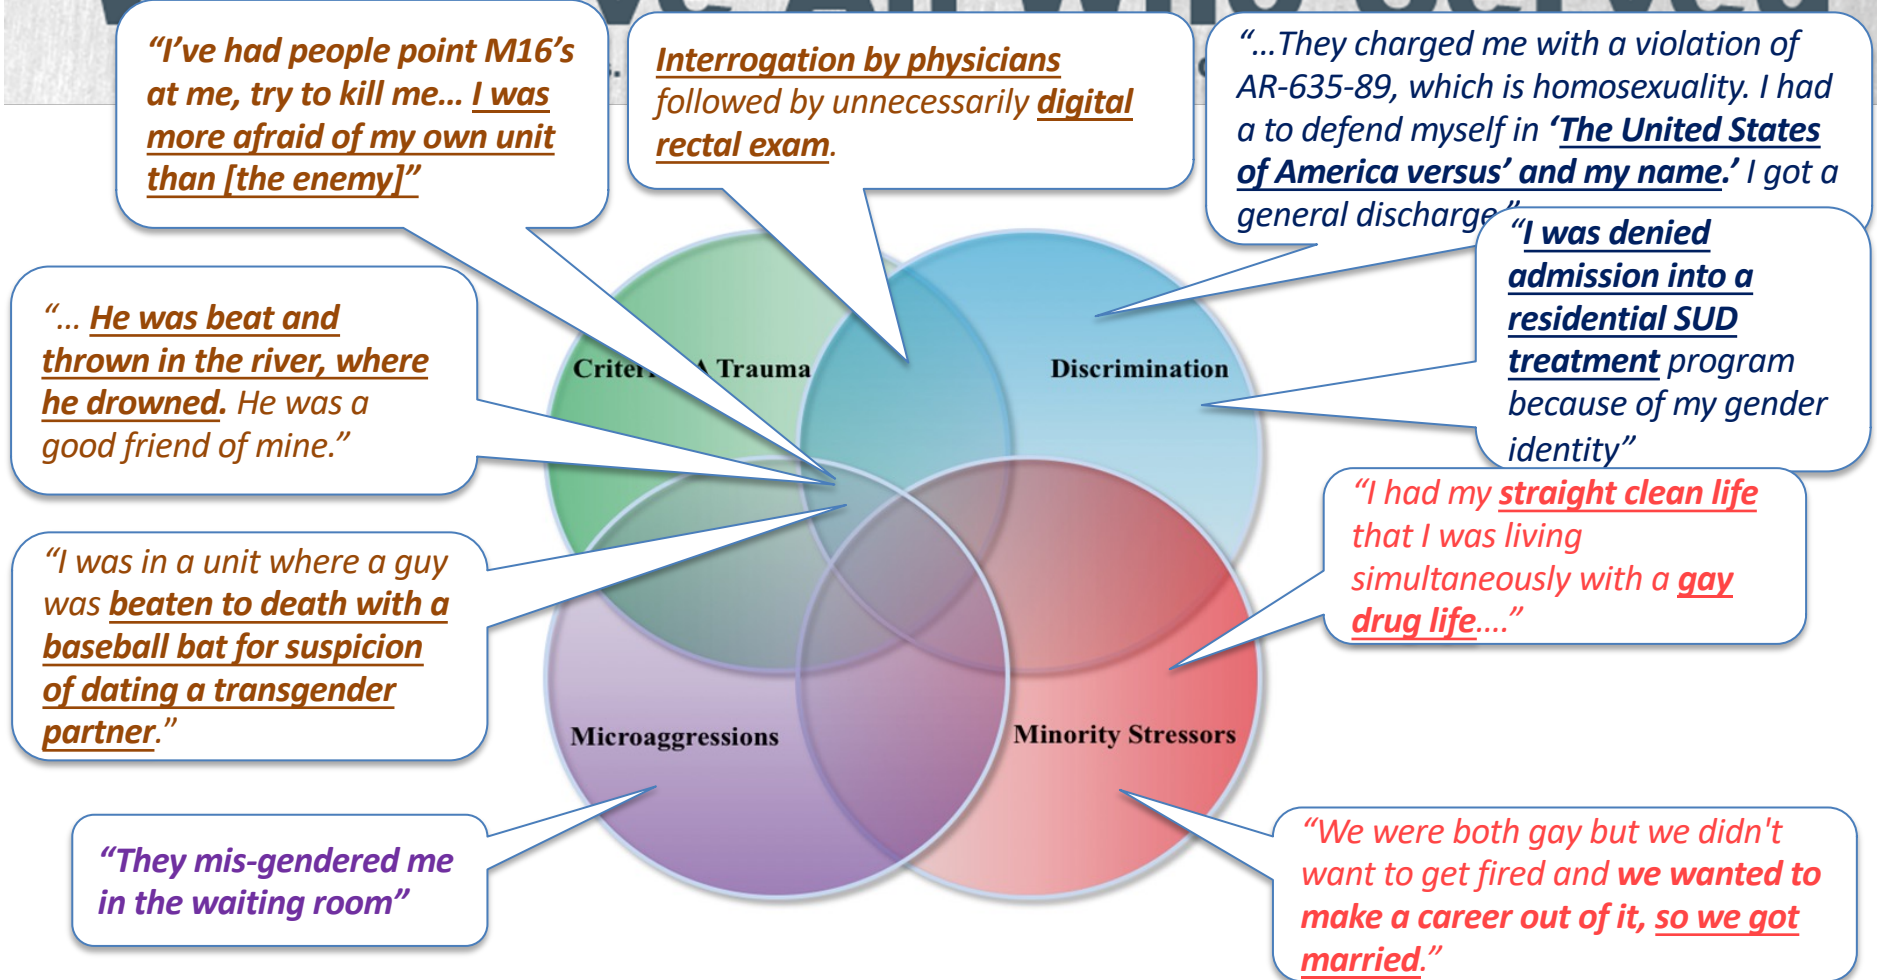 “I’ve had people point M16’s
at me, try to kill me... I was
more afraid of my own unit
than [the enemy]”
Interrogation by physicians
followed by unnecessarily digital
rectal exam.
“...They charged me with a violation of
AR-635-89, which is homosexuality. I had
a to defend myself in ‘The United States
of America versus’ and my name.’ I got a
general discharge.”
“I was denied
admission into a
residential SUD
treatment program
because of my gender
identity”
“... He was beat and
thrown in the river, where
he drowned. He was a
good friend of mine.”
A Trauma
Discrimination
“I had my straight clean life
that I was living
simultaneously with a gay
drug life....”
“I was in a unit where a guy
was beaten to death with a
baseball bat for suspicion
of dating a transgender
partner.”
Microaggressions
Minority Stressors
“They mis-gendered me
in the waiting room”
“We were both gay but we didn't
want to get fired and we wanted to
make a career out of it, so we got
married.”